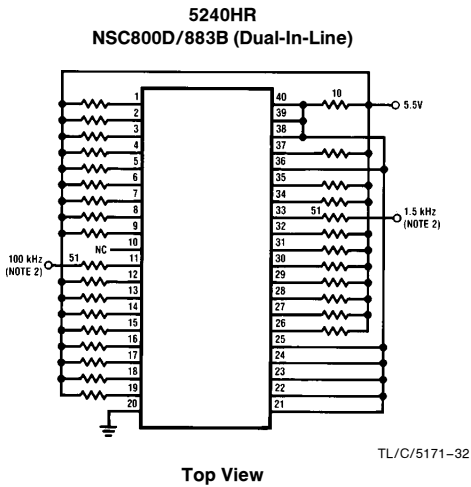 5240HR
NSC800D/883B (Dual-In-Line)
1 40 10
5.5V
2 39
3 38
4 37
5 36
6 35
7 34
8 33 51 1.5 kHz
(NOTE 2)
9 32
NC 10 31
100 kHz 51 11 30
(NOTE 2)
12 29
13 28
14 27
15 26
16 25
17 24
18 23
19 22
20 21
TL/C/5171–32
Top View